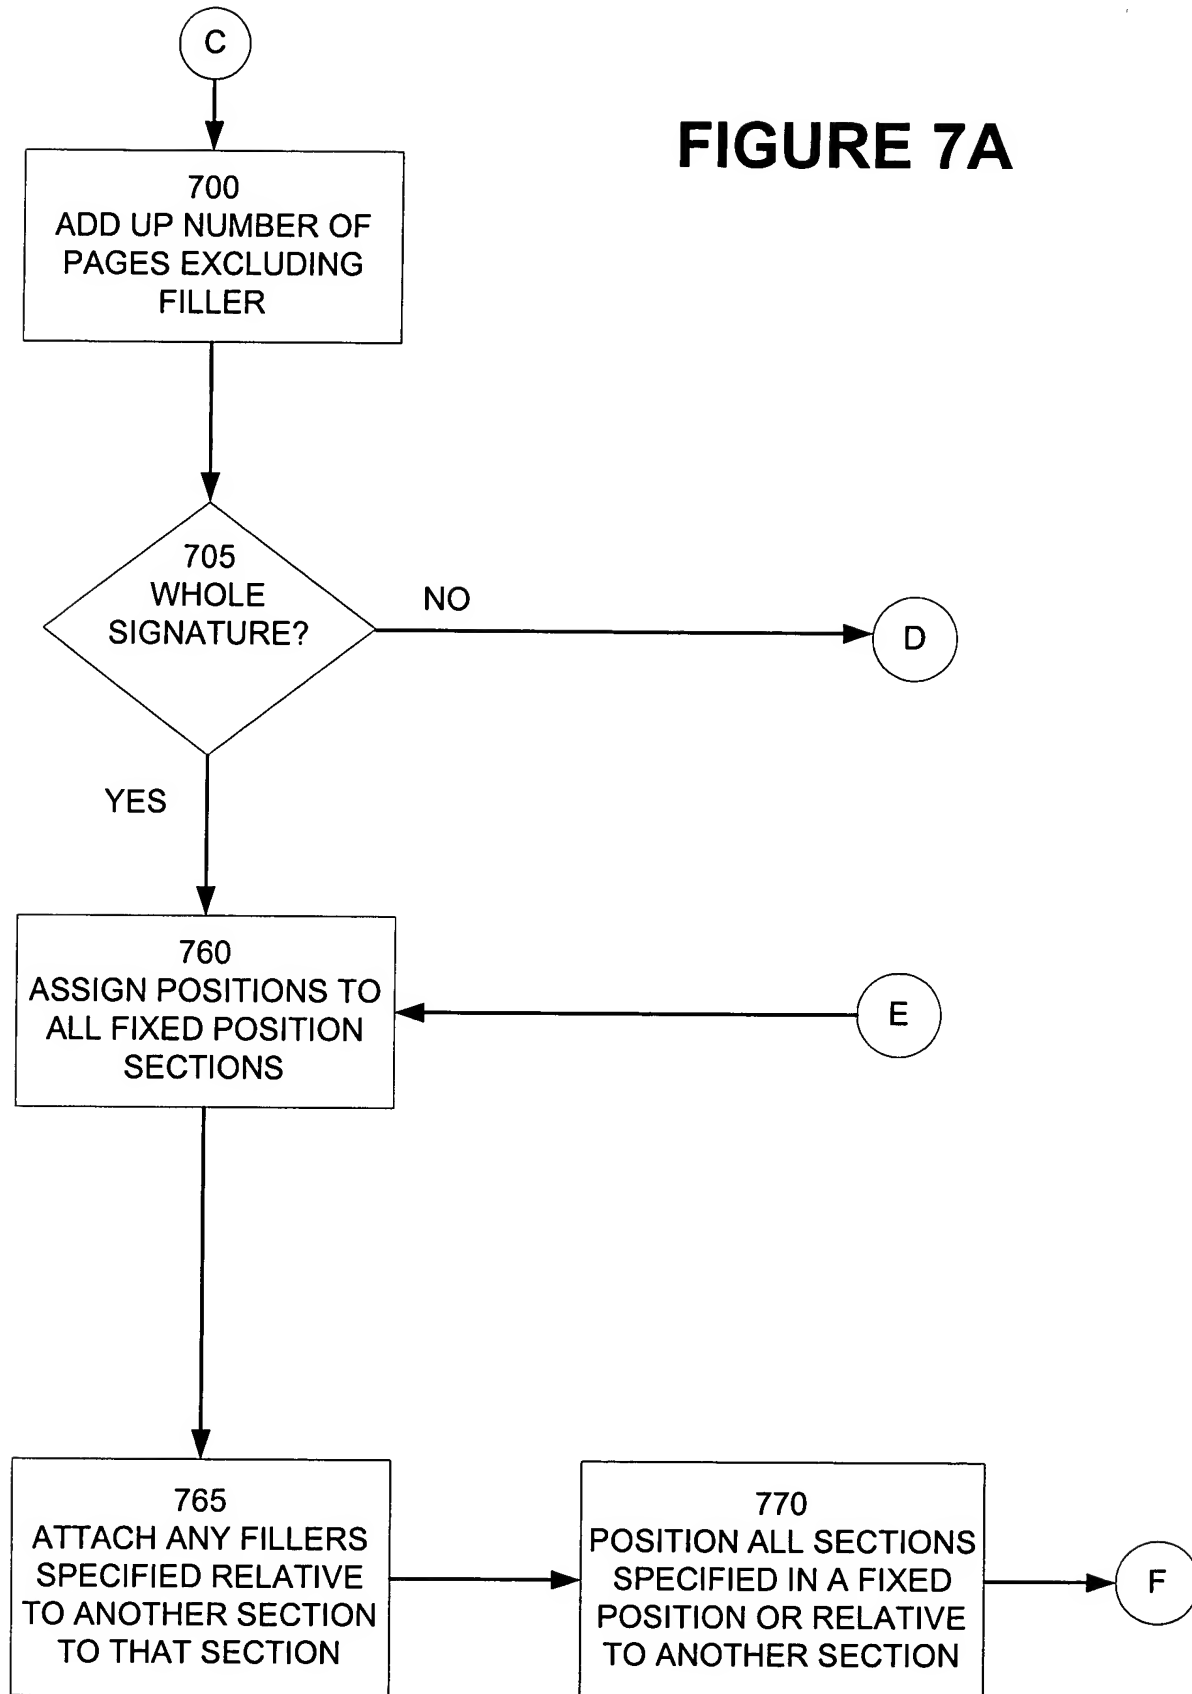 C
FIGURE 7A
700
ADD UP NUMBER OF
PAGES EXCLUDING
FILLER
705
WHOLE
SIGNATURE?
NO
D
YES
760
ASSIGN POSITIONS TO
ALL FIXED POSITION
SECTIONS
E
765
ATTACH ANY FILLERS
SPECIFIED RELATIVE
TO ANOTHER SECTION
TO THAT SECTION
770
POSITION ALL SECTIONS
SPECIFIED IN A FIXED
POSITION OR RELATIVE
TO ANOTHER SECTION
F